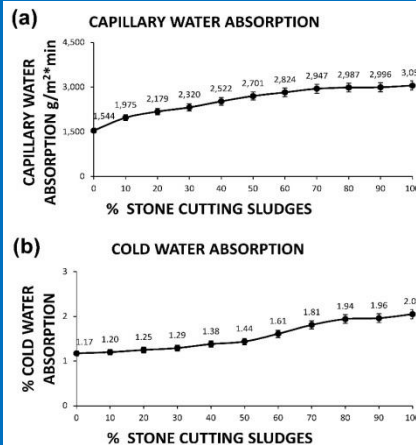 (a)
CAPILLARY WATER ABSORPTION
CAPILLARY WATER
ABSORPTION g/m²*min
4,500
3,000
1,500
0
1,544 1,975 2,179 2,320 2,522 2,701 2,824 2,947 2,987 2,996
0 10 20 30 40 50 60 70 80 90 100
% STONE CUTTING SLUDGES
(b)
COLD WATER ABSORPTION
% COLD WATER
ABSORPTION
3
2
1
0
1.17 1.20 1.25 1.29 1.38 1.44 1.61 1.81 1.94 1.96
0 10 20 30 40 50 60 70 80 90 100
% STONE CUTTING SLUDGES